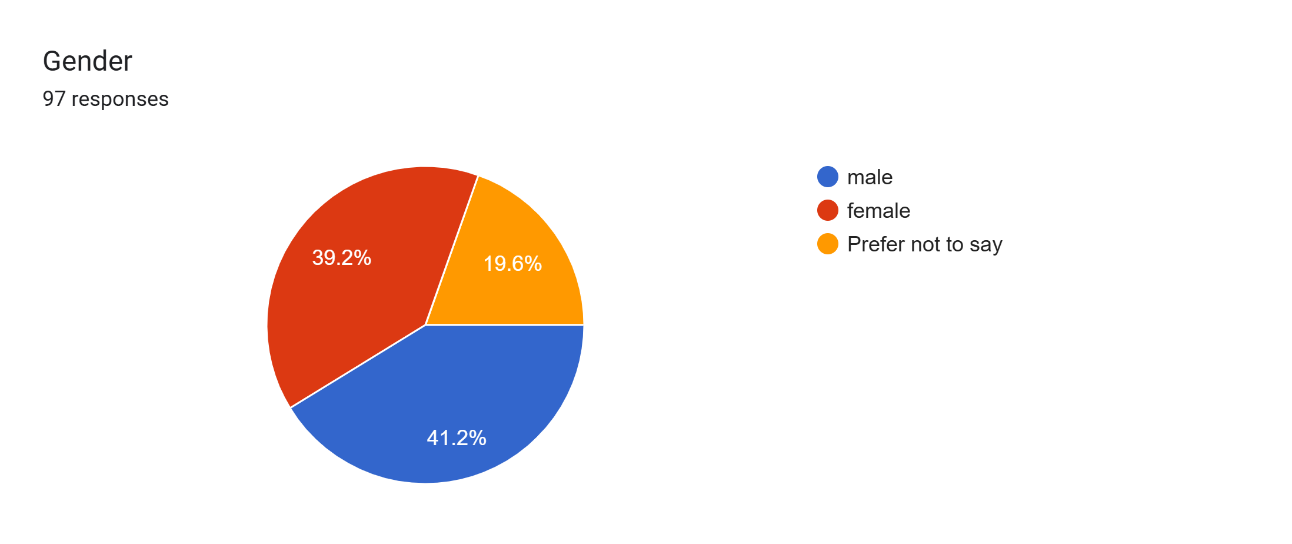 Gender
97 responses
male
female
Prefer not to say
39.2%
19.6%
41.2%